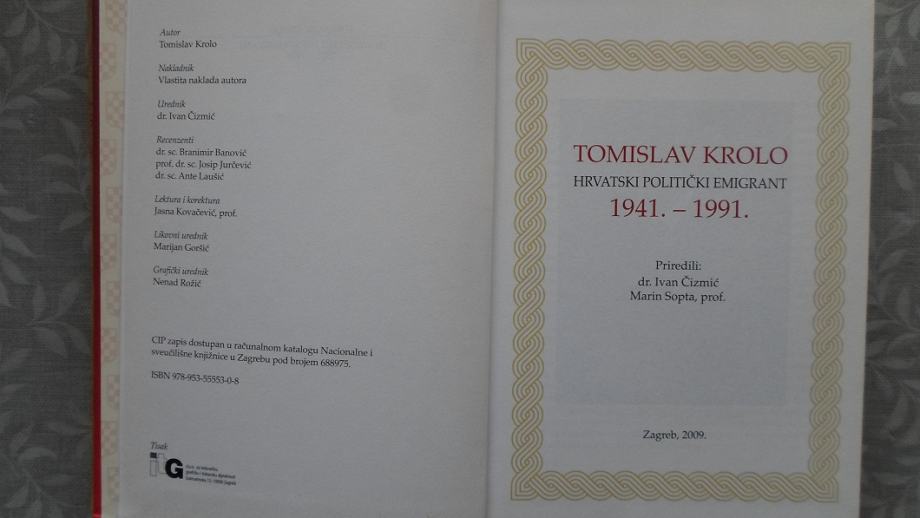 Autor
Tomislav Krolo
Nakladnik
Vlastita naklada autora
Urednik
dr. Ivan Čizmić
Recenzenti
dr. sc. Branimir Banović
prof. dr. sc. Josip Jurčević
dr. sc. Ante Laušić
Lektura i korektura
Jasna Kovačević, prof.
Likovni urednik
Marijan Goršić
Grafički urednik
Nenad Rožić
CIP zapis dostupan u računalnom katalogu Nacionalne i
sveučilišne knjižnice u Zagrebu pod brojem 688975.
ISBN 978-953-55553-0-8
Tisak
itG
TOMISLAV KROLO
HRVATSKI POLITIČKI EMIGRANT
1941. – 1991.
Priredili:
dr. Ivan Čizmić
Marin Sopta, prof.
Zagreb, 2009.